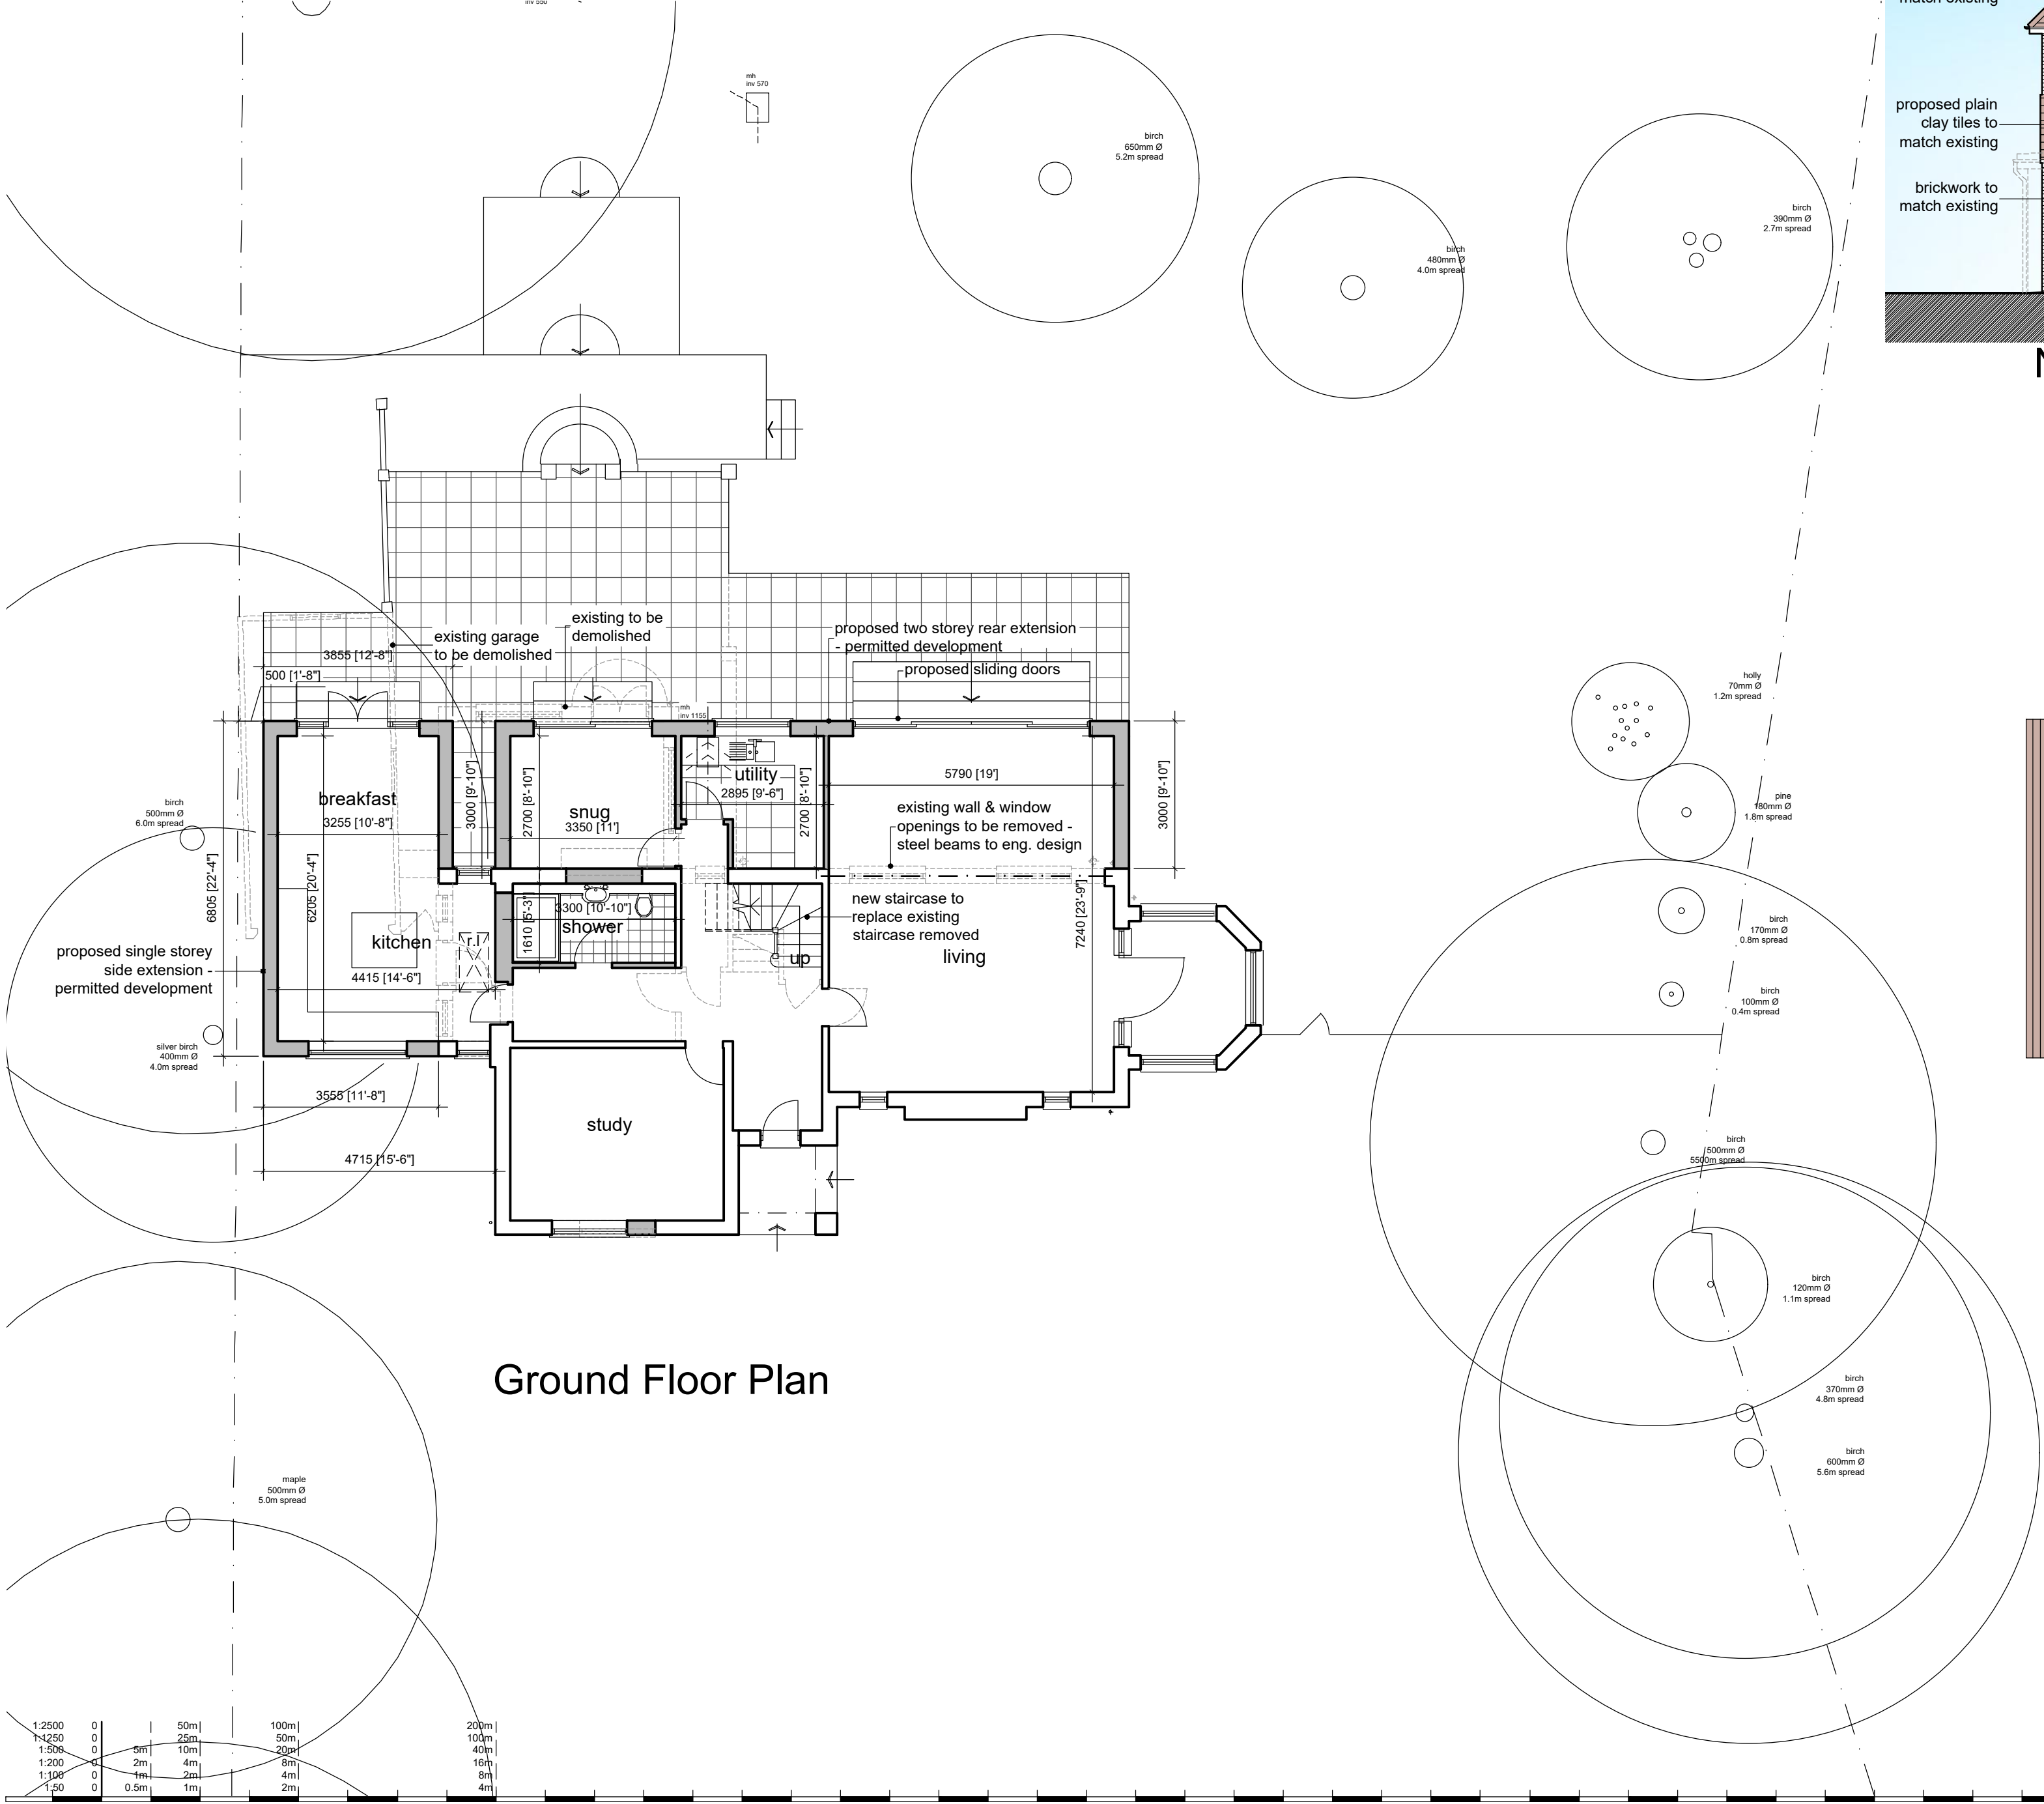 mh
inv 570
birch
650mm Ø
5.2m spread
birch
480mm Ø
4.0m spread
birch
390mm Ø
2.7m spread
match existing
proposed plain
clay tiles to
match existing
brickwork to
match existing
inv 550
existing garage
to be demolished
existing to be
demolished
proposed two storey rear extension
- permitted development
proposed sliding doors
3855 [12'-8"]
500 [1'-8"]
mh
inv 1155
holly
70mm Ø
1.2m spread
pine
180mm Ø
1.8m spread
birch
500mm Ø
6.0m spread
breakfast
3255 [10'-8"]
3000 [9'-10"]
2700 [8'-10"]
snug
3350 [11']
utility
2895 [9'-6"]
2700 [8'-10"]
5790 [19']
3000 [9'-10"]
existing wall & window
openings to be removed -
steel beams to eng. design
6805 [22'-4"]
6205 [20'-4"]
kitchen
4415 [14'-6"]
r.l
1610 [5'-3"]
3300 [10'-10"]
shower
new staircase to
replace existing
staircase removed
up
living
7240 [23'-9"]
proposed single storey
side extension -
permitted development
birch
170mm Ø
0.8m spread
birch
100mm Ø
0.4m spread
silver birch
400mm Ø
4.0m spread
3555 [11'-8"]
4715 [15'-6"]
study
birch
500mm Ø
5500m spread
birch
120mm Ø
1.1m spread
Ground Floor Plan
birch
370mm Ø
4.8m spread
birch
600mm Ø
5.6m spread
maple
500mm Ø
5.0m spread
1:2500 0 50m 100m 200m
1:1250 0 25m 50m 100m
1:500 0 5m 10m 20m 40m
1:200 0 2m 4m 8m 16m
1:100 0 1m 2m 4m 8m
1:50 0 0.5m 1m 2m 4m